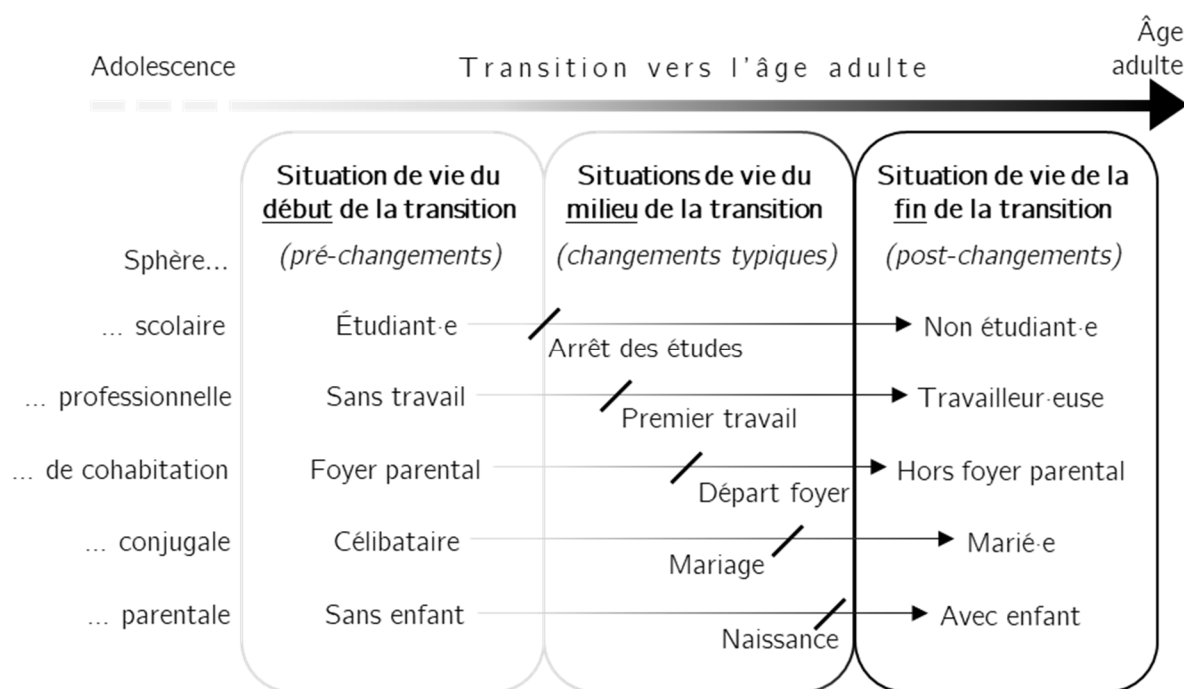 Adolescence
Transition vers l'âge adulte
Âge
adulte
Situation de vie du
début de la transition
(pré-changements)
Situations de vie du
milieu de la transition
(changements typiques)
Situation de vie de la
fin de la transition
(post-changements)
Sphère...
... scolaire
Étudiant·e
Arrêt des études
Non étudiant·e
... professionnelle
Sans travail
Premier travail
Travailleur·euse
... de cohabitation
Foyer parental
Départ foyer
Hors foyer parental
... conjugale
Célibataire
Mariage
Marié·e
... parentale
Sans enfant
Naissance
Avec enfant